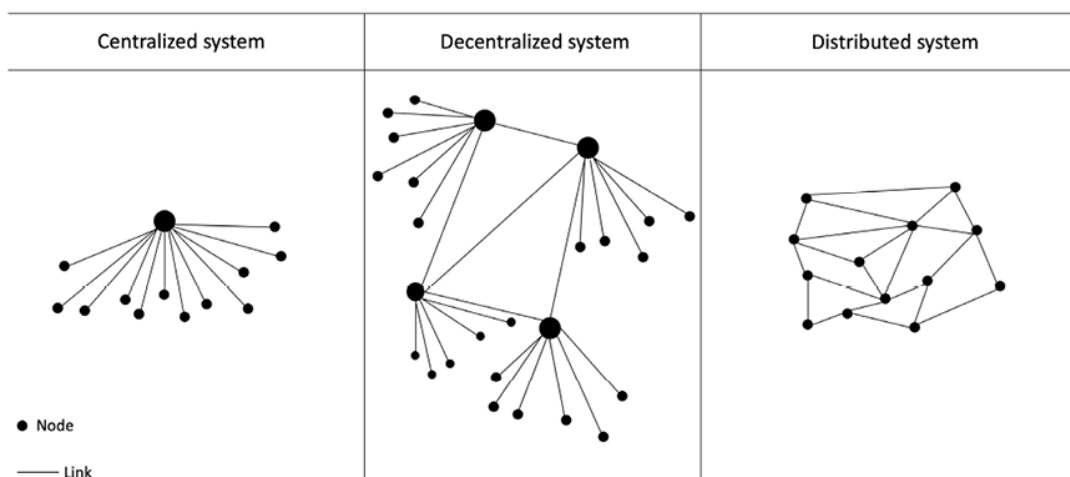 Centralized system
Decentralized system
Distributed system
Node
Link